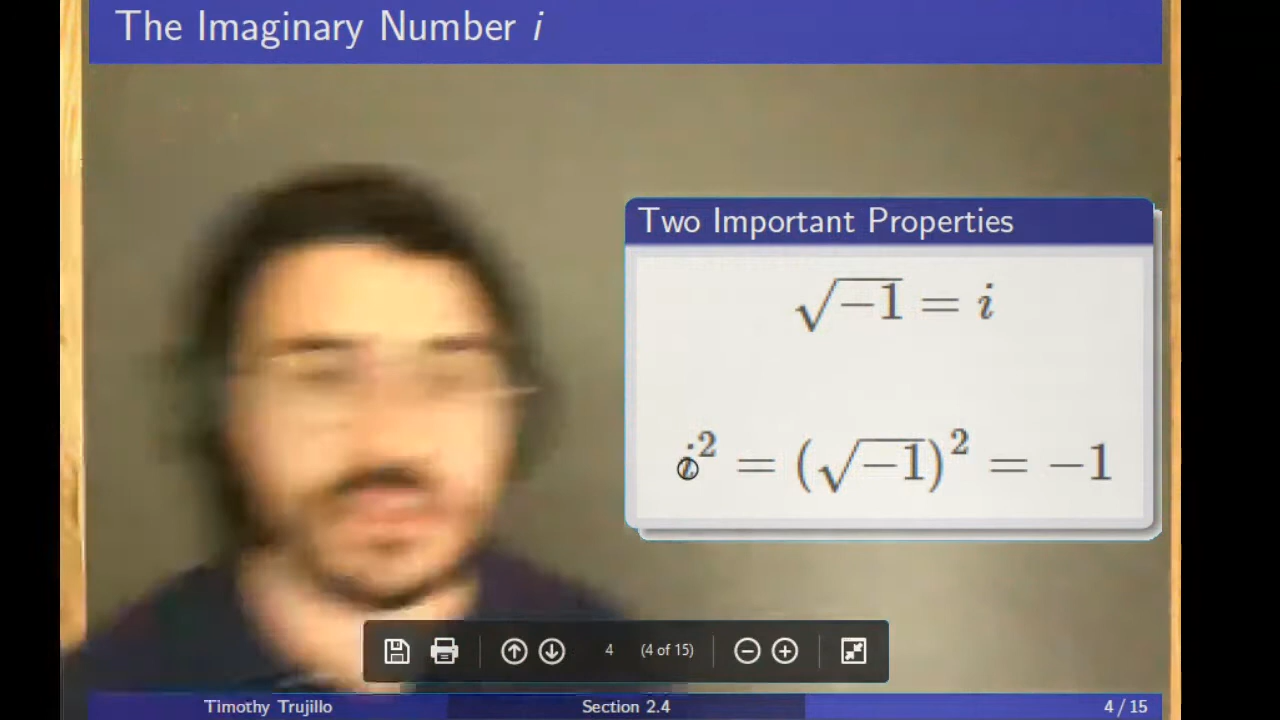 The Imaginary Number i
Two Important Properties
√−1 = i
i² = (√−1)² = −1
4 (4 of 15)
Timothy Trujillo Section 2.4 4 / 15